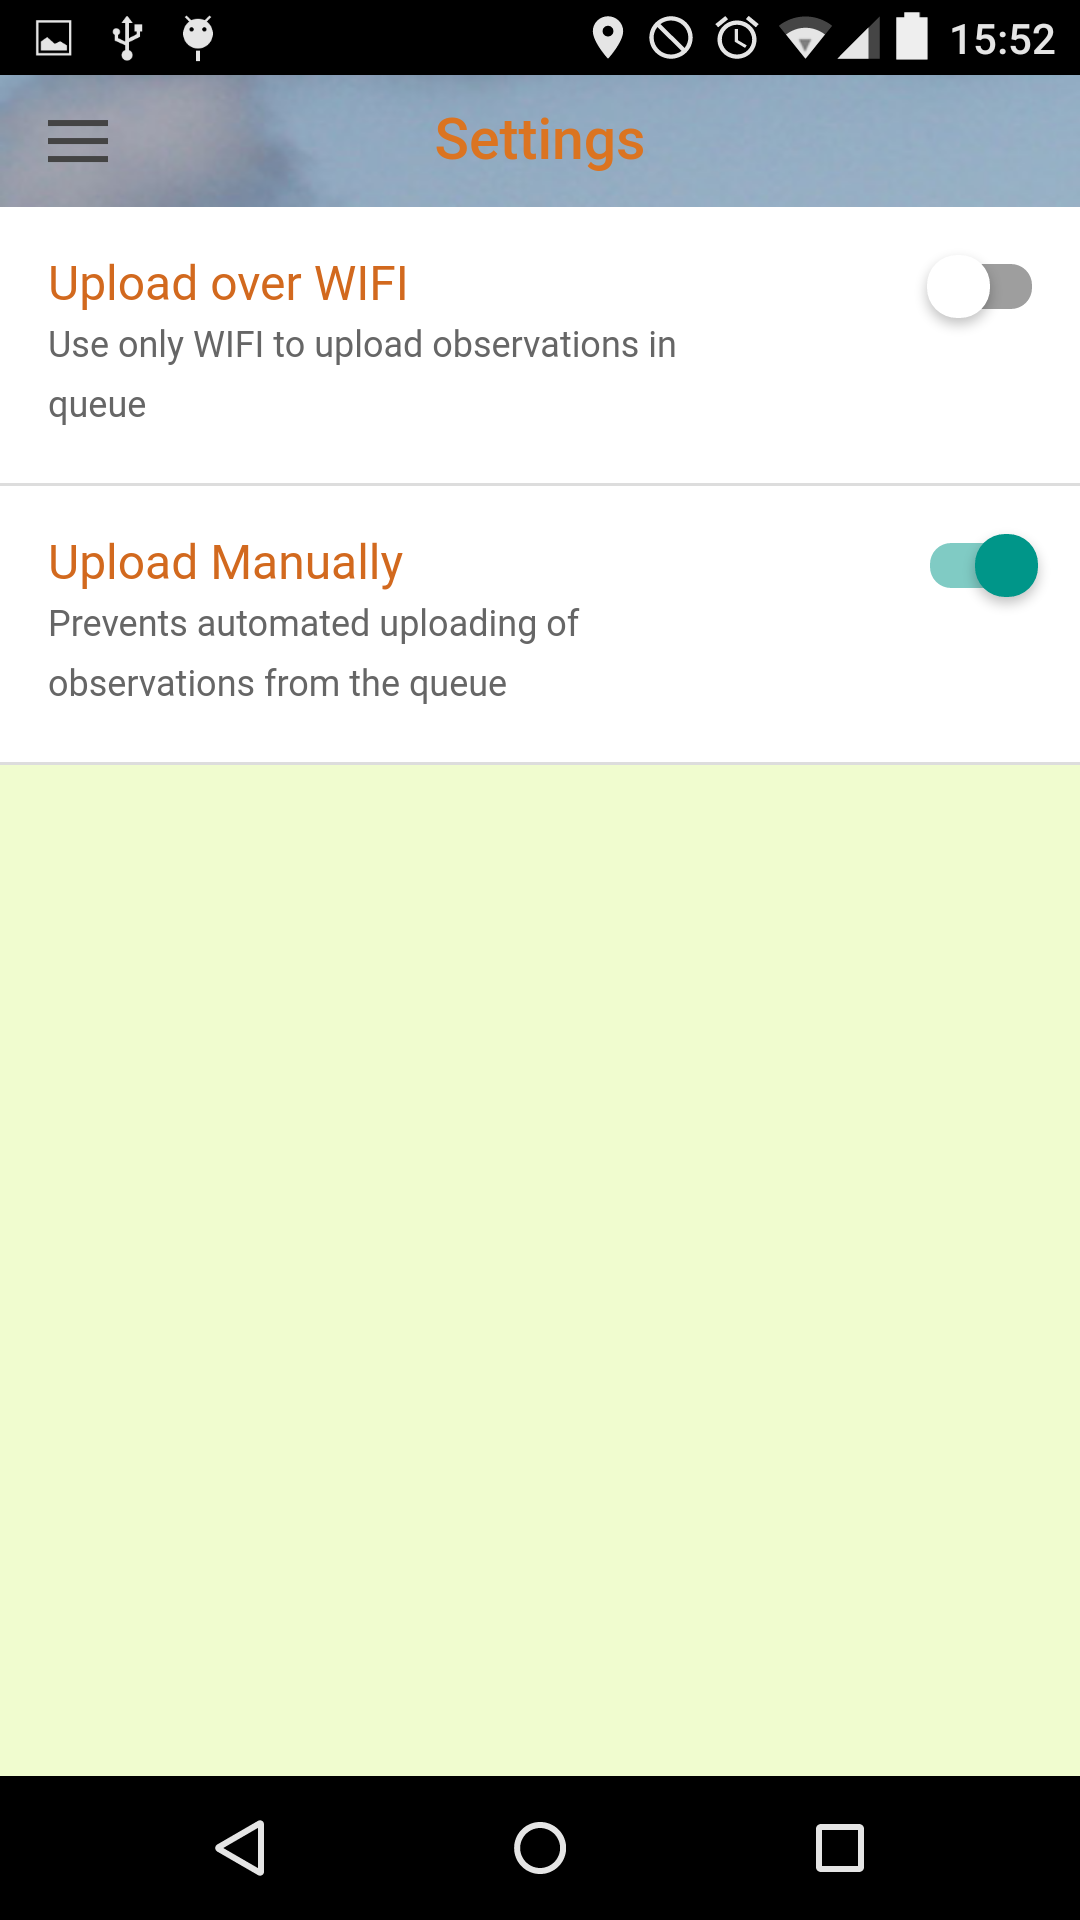 15:52
Settings
Upload over WIFI
Use only WIFI to upload observations in
queue
Upload Manually
Prevents automated uploading of
observations from the queue